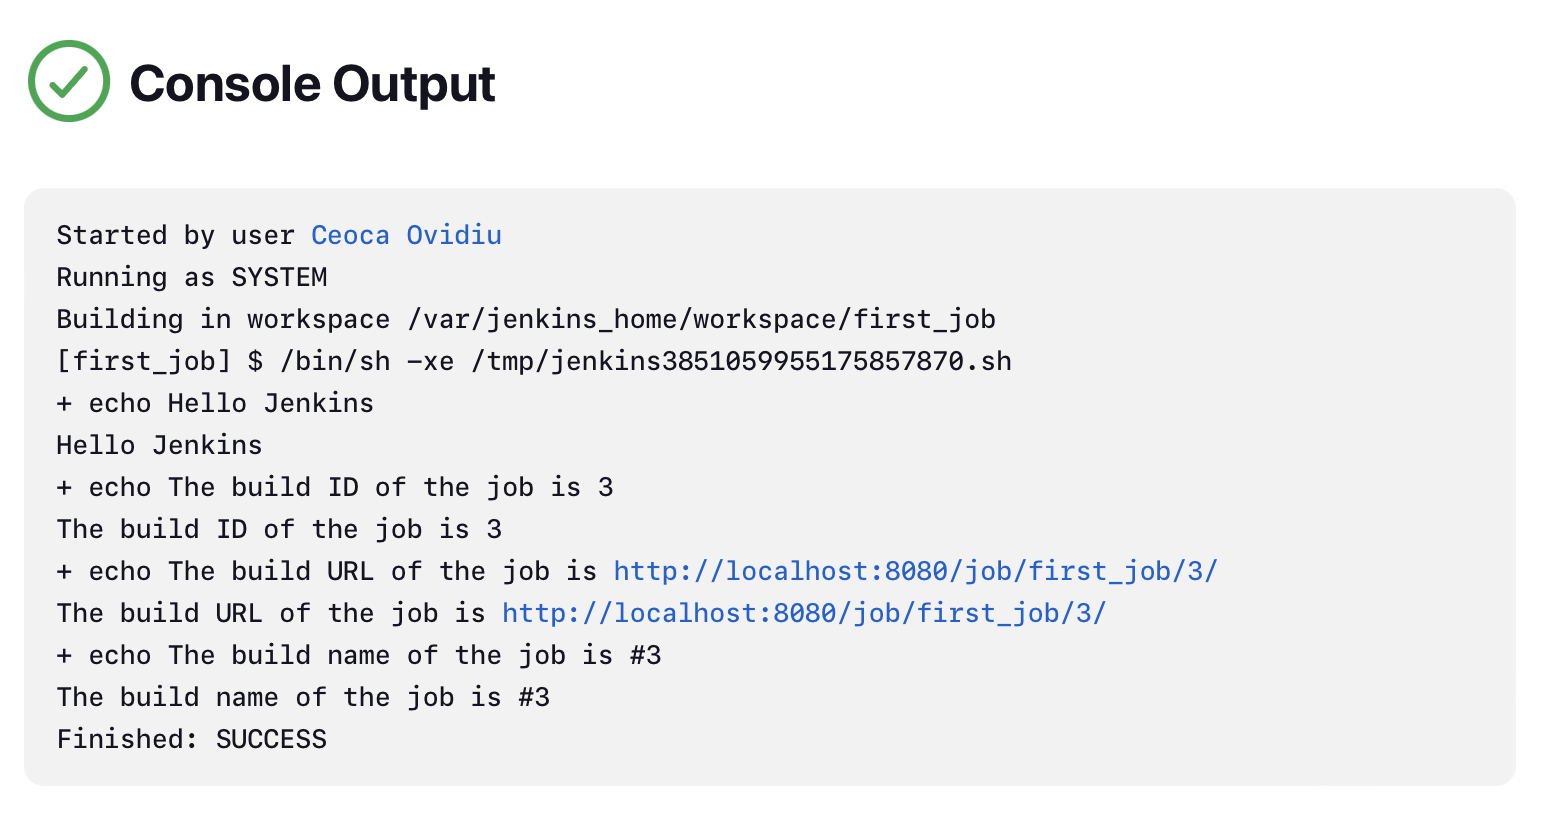 Console Output
Started by user Ceoca Ovidiu
Running as SYSTEM
Building in workspace /var/jenkins_home/workspace/first_job
[first_job] $ /bin/sh -xe /tmp/jenkins3851059955175857870.sh
+ echo Hello Jenkins
Hello Jenkins
+ echo The build ID of the job is 3
The build ID of the job is 3
+ echo The build URL of the job is http://localhost:8080/job/first_job/3/
The build URL of the job is http://localhost:8080/job/first_job/3/
+ echo The build name of the job is #3
The build name of the job is #3
Finished: SUCCESS